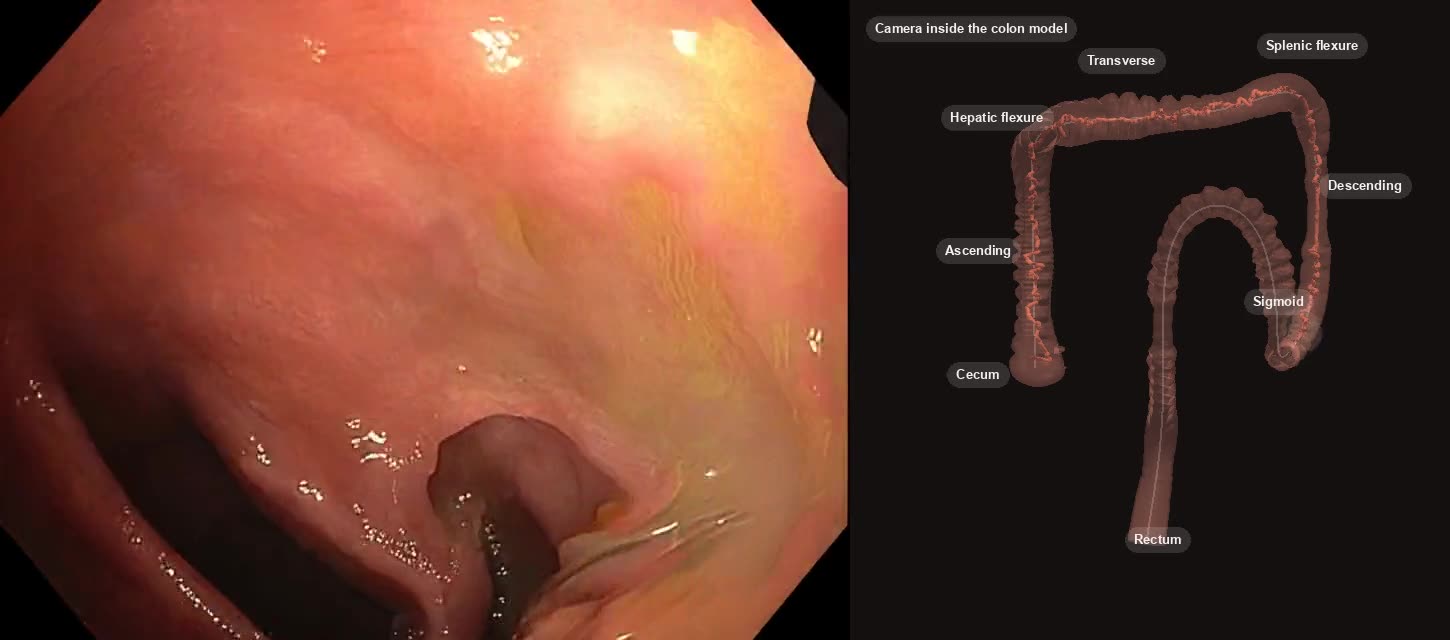 Camera inside the colon model
Splenic flexure
Transverse
Hepatic flexure
Descending
Ascending
Sigmoid
Cecum
Rectum